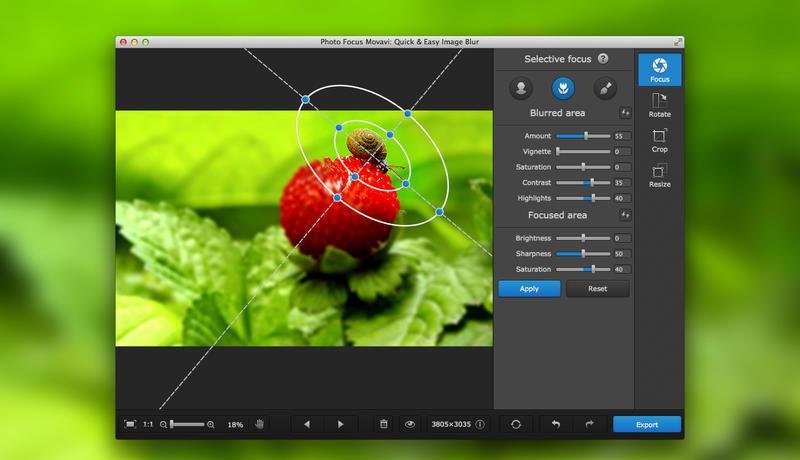 Photo Focus Movavi: Quick & Easy Image Blur
Selective focus ?
Blurred area
Amount 55
Vignette 0
Saturation 0
Contrast 35
Highlights 40
Focused area
Brightness 0
Sharpness 50
Saturation 40
Apply Reset
Focus
Rotate
Crop
Resize
1:1 18% 3805×3035 Export